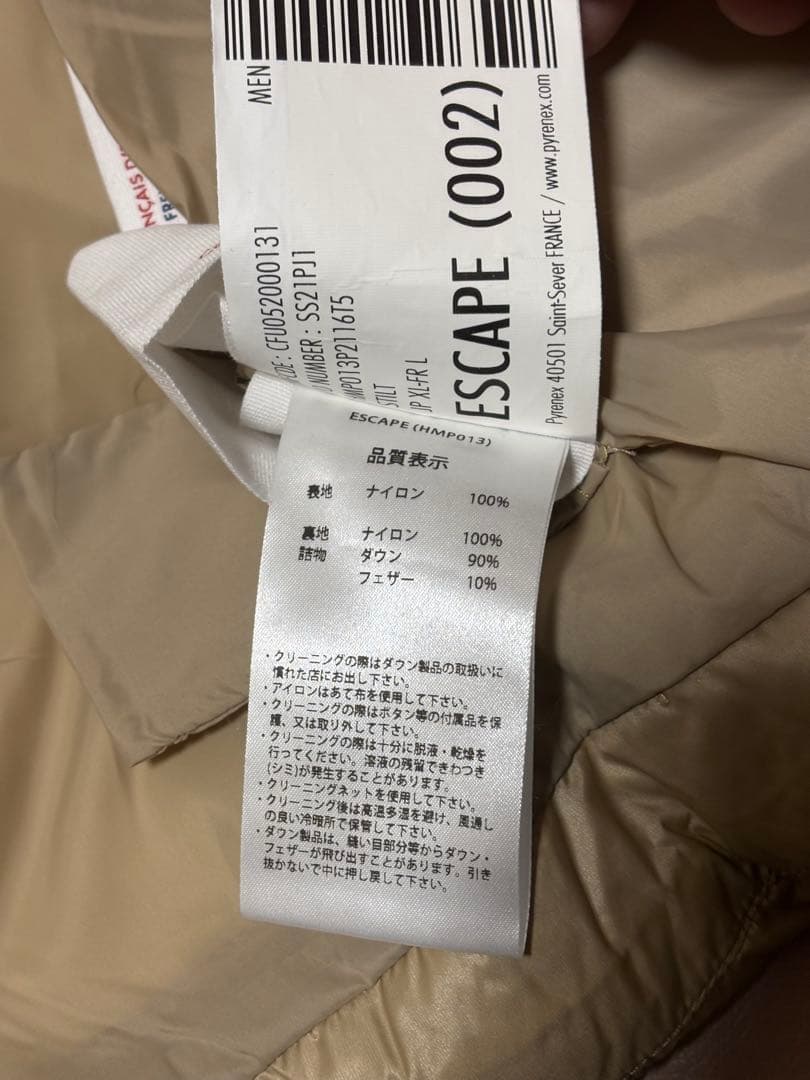 MEN
ESCAPE (002)
Pyrenex 40501 Saint-Sever FRANCE / www.pyrenex.com
CFU052000131
NUMBER : SS21PJ1
JP XL-FR L
NÇAIS
ESCAPE (HMP013)
品質表示
表地 ナイロン 100%
裏地 ナイロン 100%
詰物 ダウン 90%
フェザー 10%
・クリーニングの際はダウン製品の取扱いに
慣れた店にお出し下さい。
・アイロンはあて布を使用して下さい。
・クリーニングの際はボタン等の付属品を保
護、又は取り外して下さい。
・クリーニングの際は十分に脱液・乾燥を
行ってください。溶液の残留できわつき
(シミ)が発生することがあります。
・クリーニングネットを使用して下さい。
・クリーニング後は高温多湿を避け、風通し
の良い冷暗所で保管して下さい。
・ダウン製品は、縫い目部分等からダウン・
フェザーが飛び出すことがあります。引き
抜かないで中に押し戻して下さい。